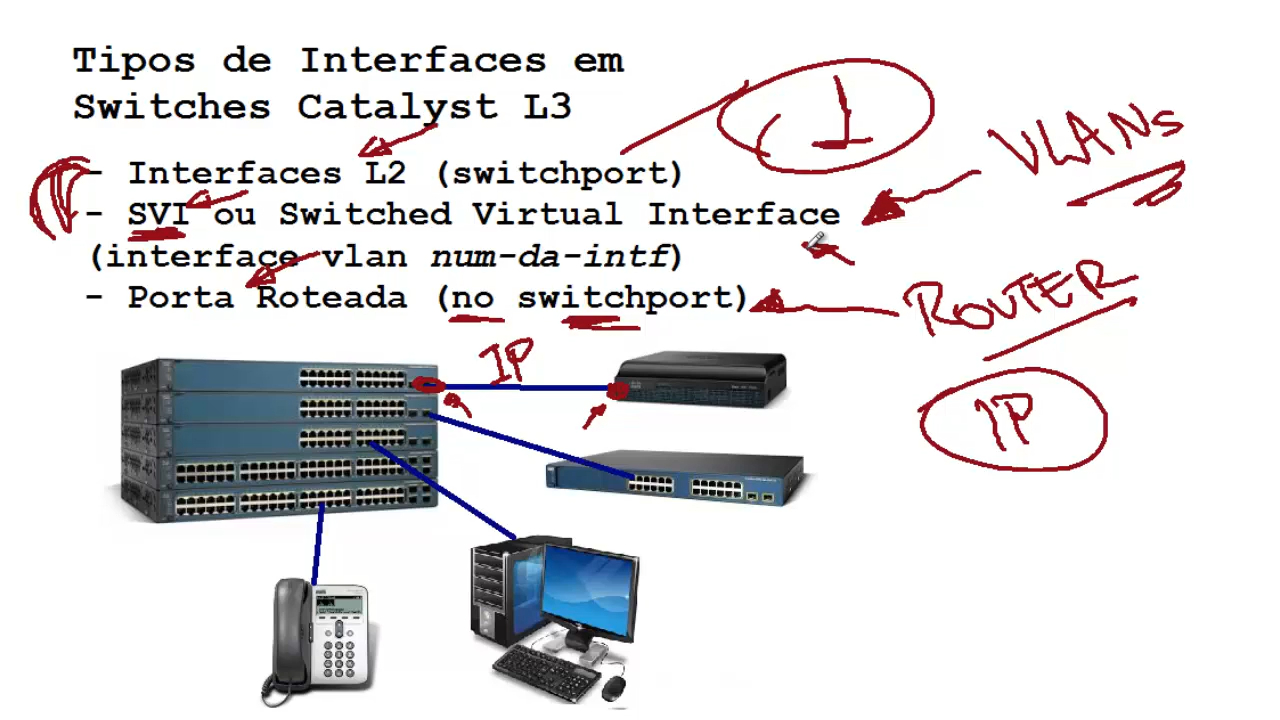 Tipos de Interfaces em
Switches Catalyst L3
- Interfaces L2 (switchport)
- SVI ou Switched Virtual Interface
(interface vlan num-da-intf)
- Porta Roteada (no switchport)
VLANs
ROUTER
IP
IP